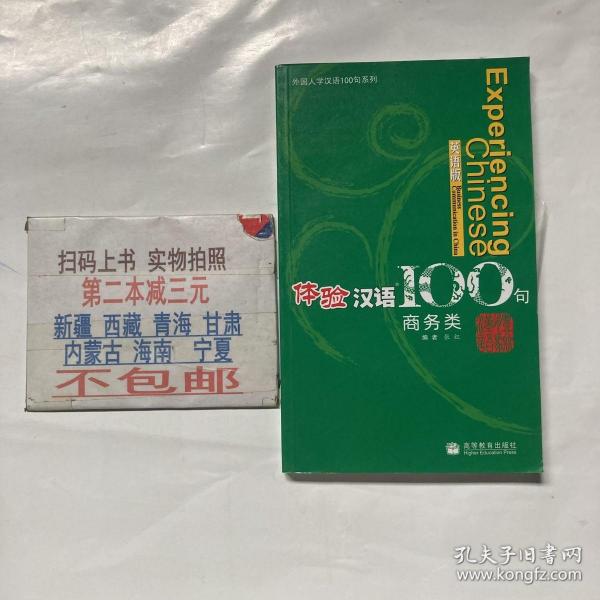 扫码上书 实物拍照
第二本减三元
新疆 西藏 青海 甘肃
内蒙古 海南 宁夏
不包邮
外国人学汉语100句系列
Experiencing
Chinese
英语版
Business
Communication in China
体验汉语®100句
商务类
编者 张红
高等教育出版社
Higher Education Press
孔夫子旧书网
www.kongfz.com